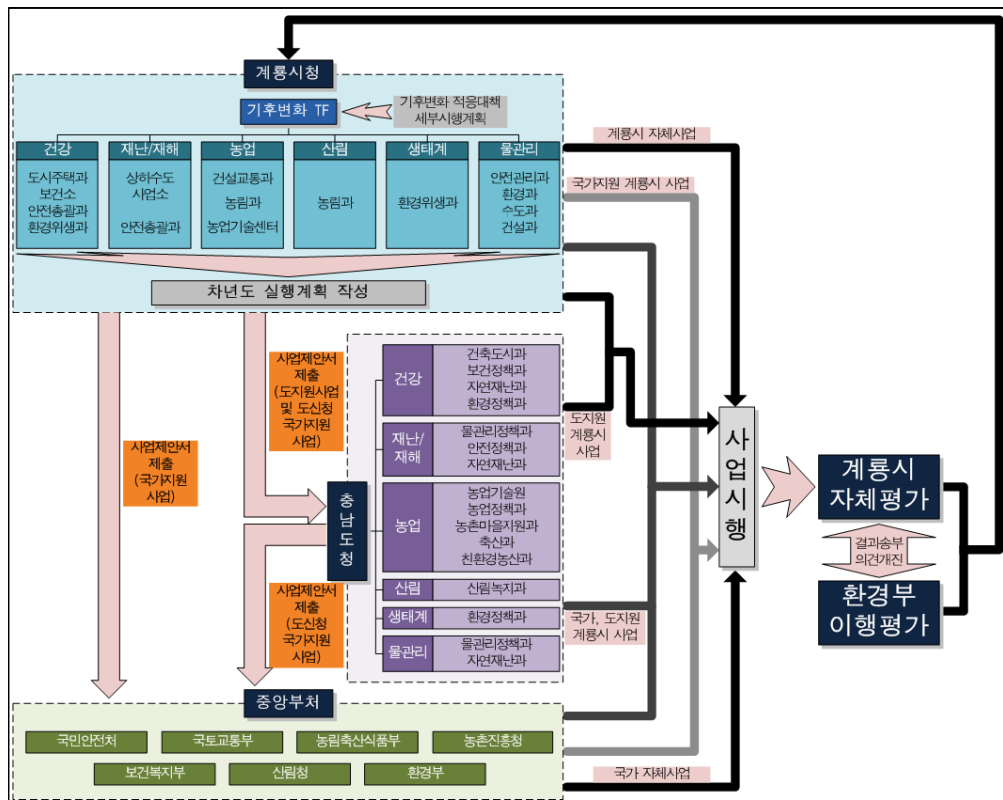 계룡시청
기후변화 TF
기후변화 적응대책
세부시행계획
건강
도시주택과
보건소
안전총괄과
환경위생과
재난/재해
상하수도
사업소
안전총괄과
농업
건설교통과
농림과
농업기술센터
산림
농림과
생태계
환경위생과
물관리
안전관리과
환경과
수도과
건설과
차년도 실행계획 작성
계룡시 자체사업
국가지원 계룡시 사업
사업제안서
제출
(국가지원
사업)
사업제안서
제출
(도지원사업
및 도신청
국가지원
사업)
사업제안서
제출
(도신청
국가지원
사업)
충남도청
건강
건축도시과
보건정책과
자연재난과
환경정책과
재난/
재해
물관리정책과
안전정책과
자연재난과
농업
농업기술원
농업정책과
농촌마을지원과
축산과
친환경농산과
산림
산림녹지과
생태계
환경정책과
물관리
물관리정책과
자연재난과
도지원
계룡시
사업
국가, 도지원
계룡시 사업
중앙부처
국민안전처
국토교통부
농림축산식품부
농촌진흥청
보건복지부
산림청
환경부
국가 자체사업
사업시행
계룡시
자체평가
결과송부
의견개진
환경부
이행평가